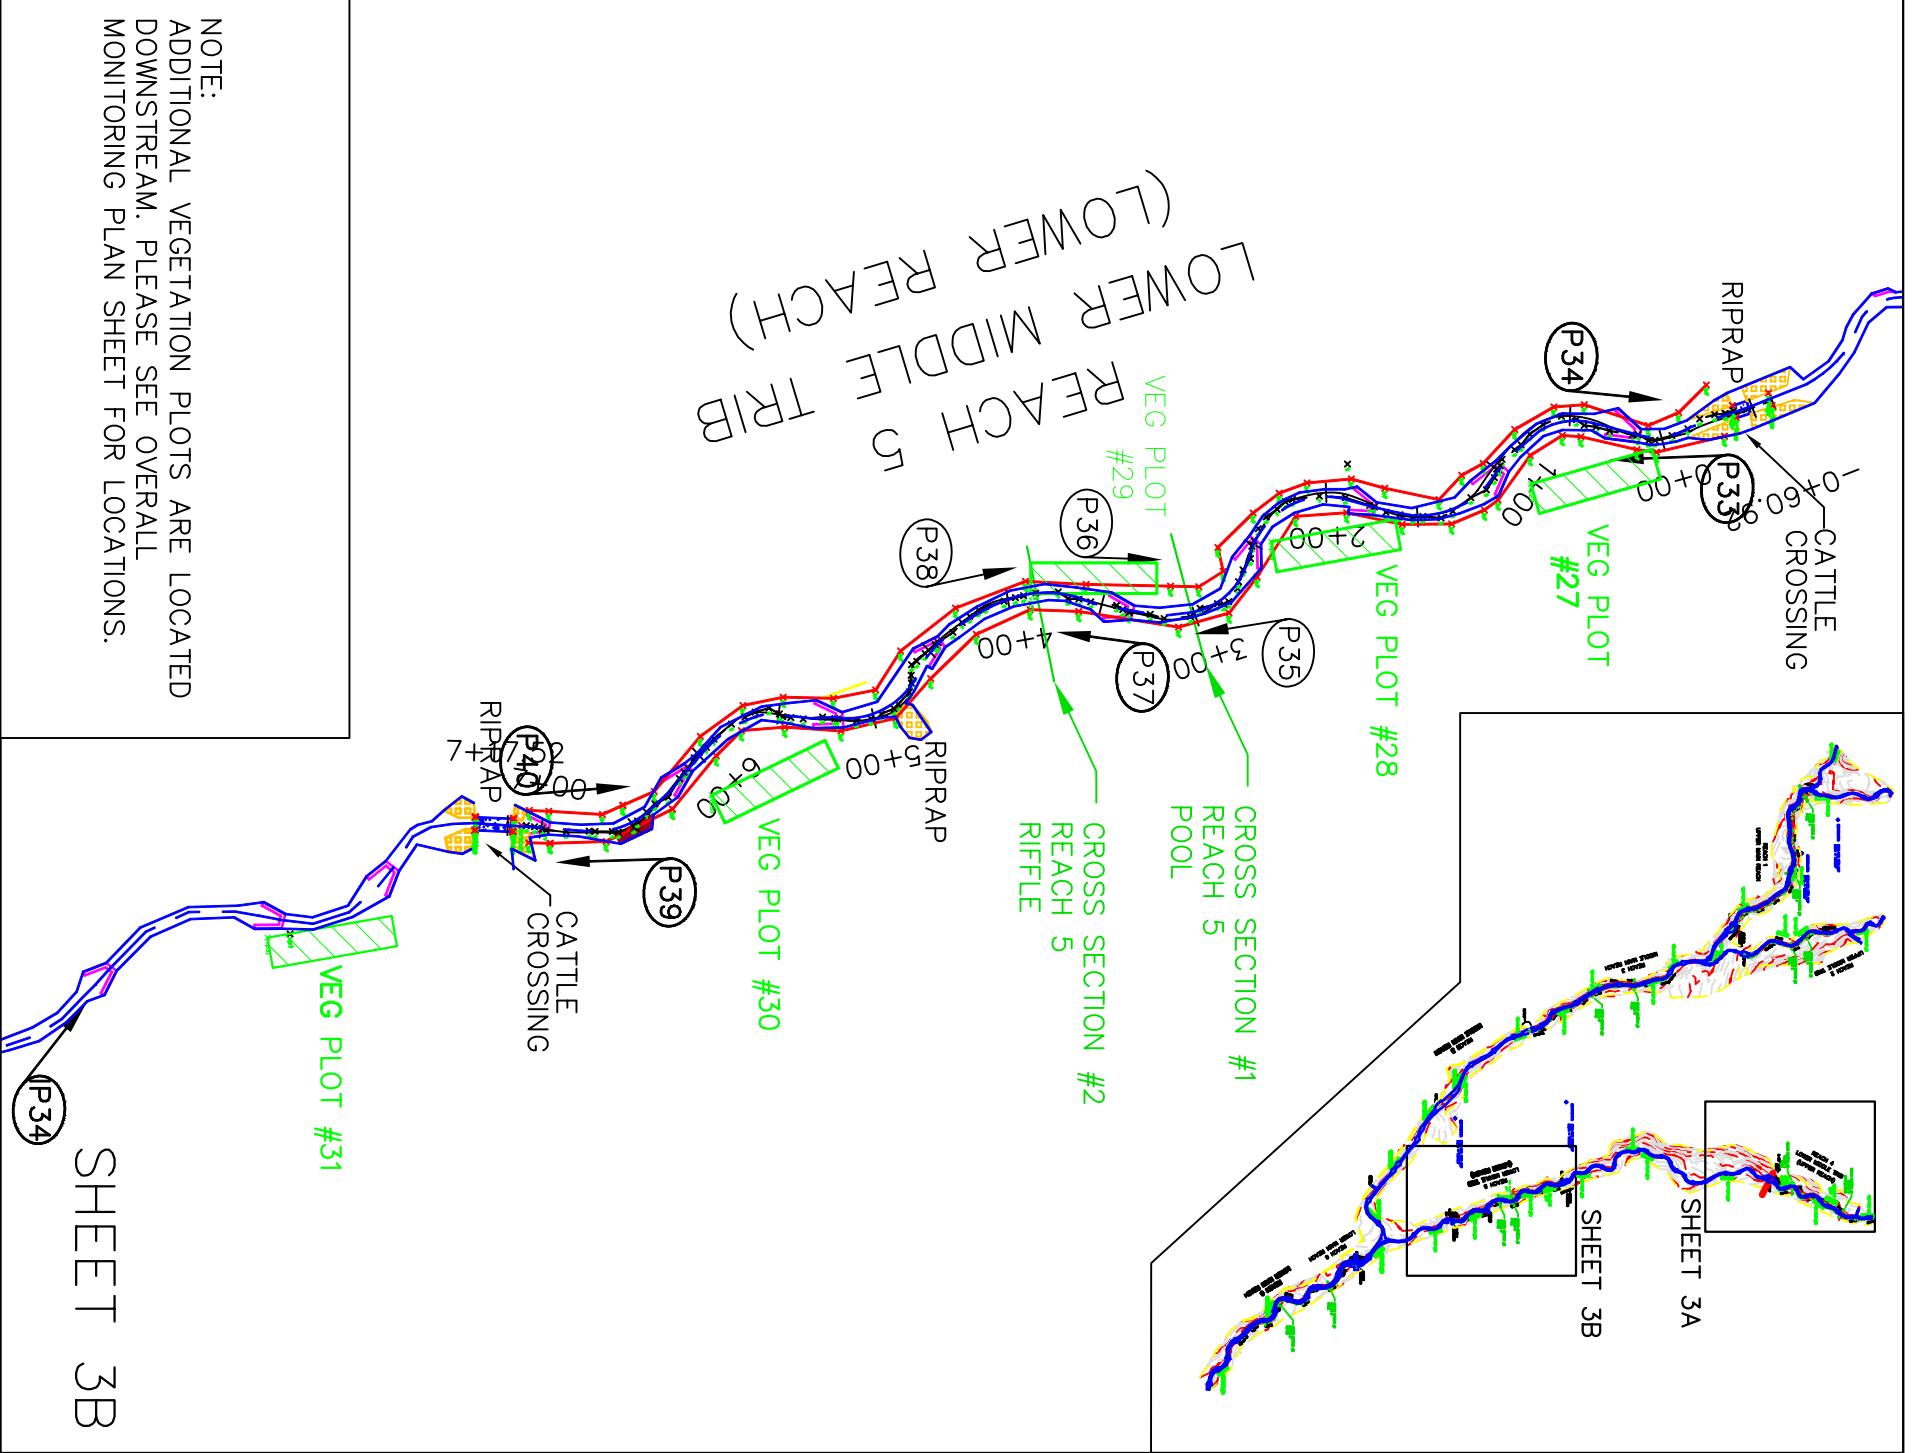 NOTE:
ADDITIONAL VEGETATION PLOTS ARE LOCATED
DOWNSTREAM. PLEASE SEE OVERALL
MONITORING PLAN SHEET FOR LOCATIONS.
REACH 5
LOWER MIDDLE TRIB
(LOWER REACH)
RIPRAP
CATTLE
CROSSING
P34
P33
0+00
1+00
VEG PLOT
#27
2+00
VEG PLOT #28
VEG PLOT
#29
P36
P35
3+00
P38
P37
4+00
CROSS SECTION #1
REACH 5
POOL
CROSS SECTION #2
REACH 5
RIFFLE
RIPRAP
5+00
6+00
VEG PLOT #30
P39
P40
RIPRAP
CATTLE
CROSSING
VEG PLOT #31
P34
SHEET 3A
SHEET 3B
SHEET 3B